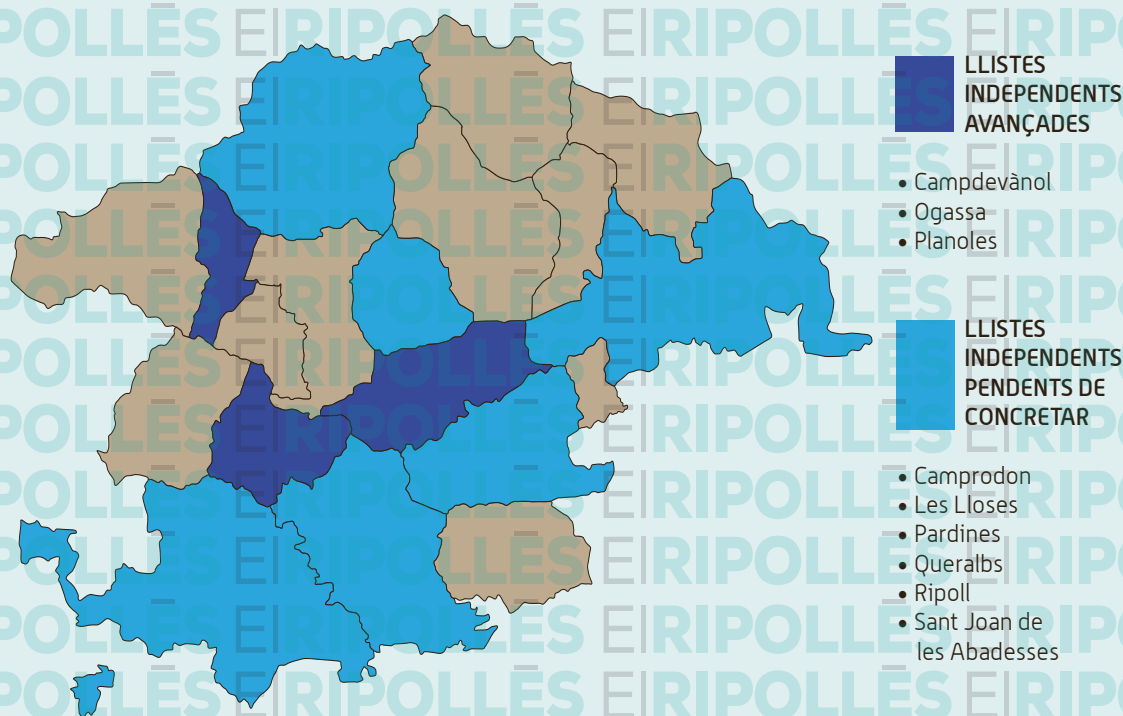 LLISTES
INDEPENDENTS
AVANÇADES
• Campdevànol
• Ogassa
• Planoles
LLISTES
INDEPENDENTS
PENDENTS DE
CONCRETAR
• Camprodon
• Les Lloses
• Pardines
• Queralbs
• Ripoll
• Sant Joan de
les Abadesses